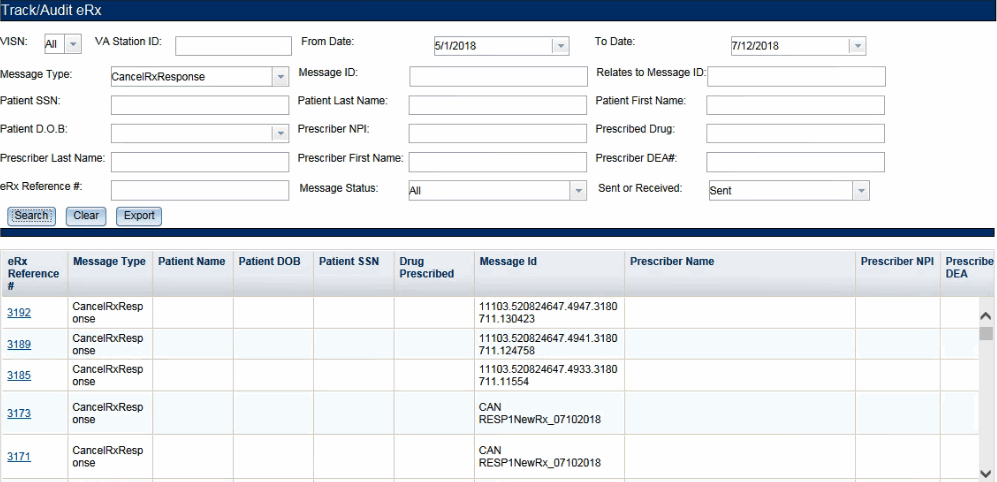 Track/Audit eRx
VISN: All VA Station ID: From Date: 5/1/2018 To Date: 7/12/2018
Message Type: CancelRxResponse Message ID: Relates to Message ID:
Patient SSN: Patient Last Name: Patient First Name:
Patient D.O.B: Prescriber NPI: Prescribed Drug:
Prescriber Last Name: Prescriber First Name: Prescriber DEA#:
eRx Reference #: Message Status: All Sent or Received: Sent
Search Clear Export
eRx Message Type Patient Name Patient DOB Patient SSN Drug Message Id Prescriber Name Prescriber NPI Prescribe
Reference Prescribed DEA
#
3192 CancelRxResp 11103.520824647.4947.3180
onse 711.130423
3189 CancelRxResp 11103.520824647.4941.3180
onse 711.124758
3185 CancelRxResp 11103.520824647.4933.3180
onse 711.11554
3173 CancelRxResp CAN
onse RESP1NewRx_07102018
3171 CancelRxResp CAN
onse RESP1NewRx_07102018